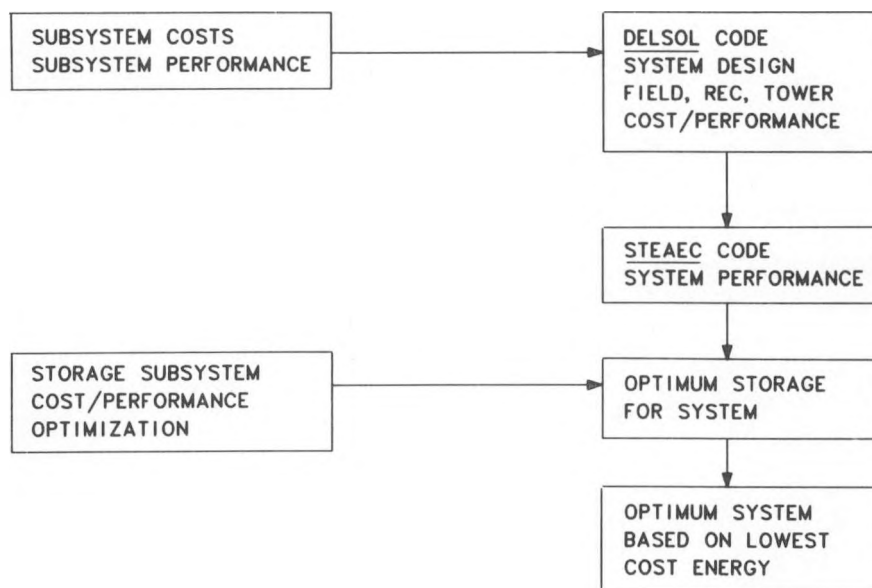 SUBSYSTEM COSTS
SUBSYSTEM PERFORMANCE
DELSOL CODE
SYSTEM DESIGN
FIELD, REC, TOWER
COST/PERFORMANCE
STEAEC CODE
SYSTEM PERFORMANCE
STORAGE SUBSYSTEM
COST/PERFORMANCE
OPTIMIZATION
OPTIMUM STORAGE
FOR SYSTEM
OPTIMUM SYSTEM
BASED ON LOWEST
COST ENERGY